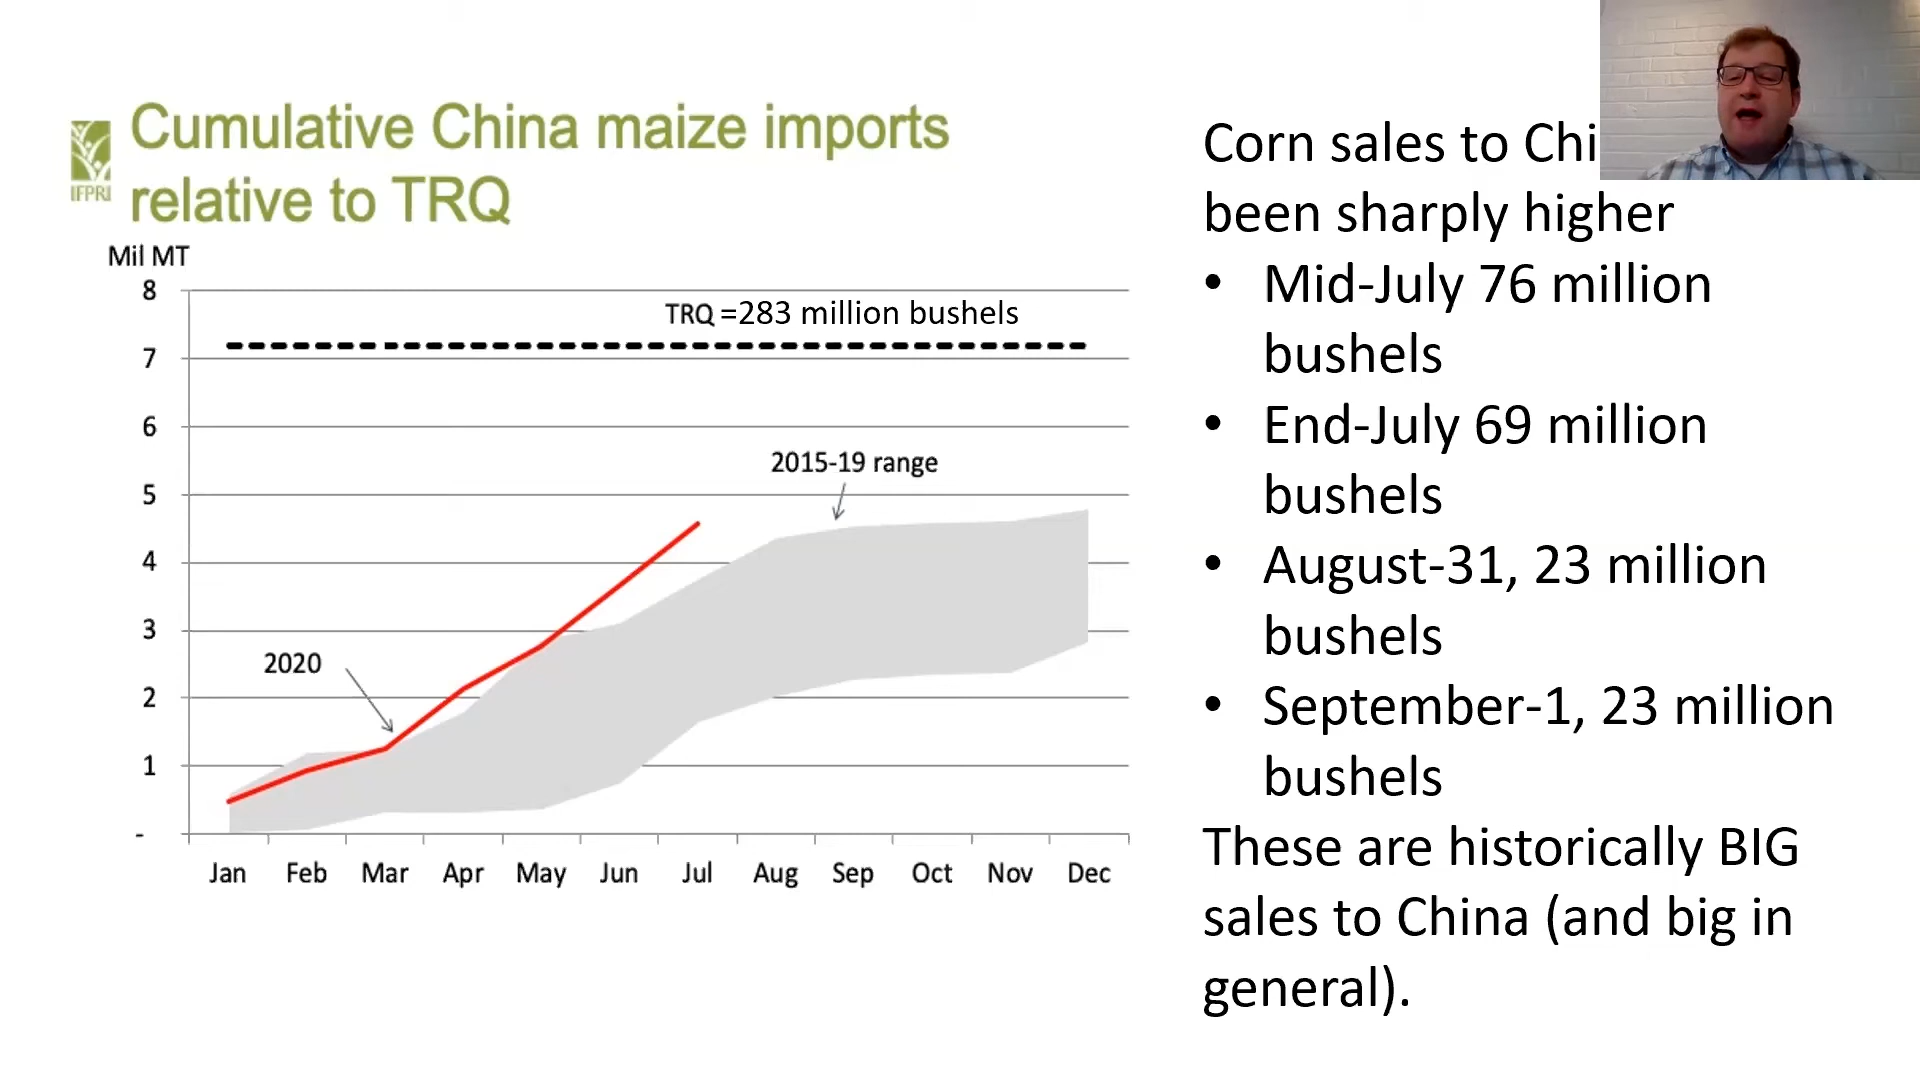 Cumulative China maize imports
relative to TRQ
IFPRI
Mil MT
8
7
6
5
4
3
2
1
-
TRQ =283 million bushels
2015-19 range
2020
Jan Feb Mar Apr May Jun Jul Aug Sep Oct Nov Dec
Corn sales to Chi
been sharply higher
• Mid-July 76 million
bushels
• End-July 69 million
bushels
• August-31, 23 million
bushels
• September-1, 23 million
bushels
These are historically BIG
sales to China (and big in
general).